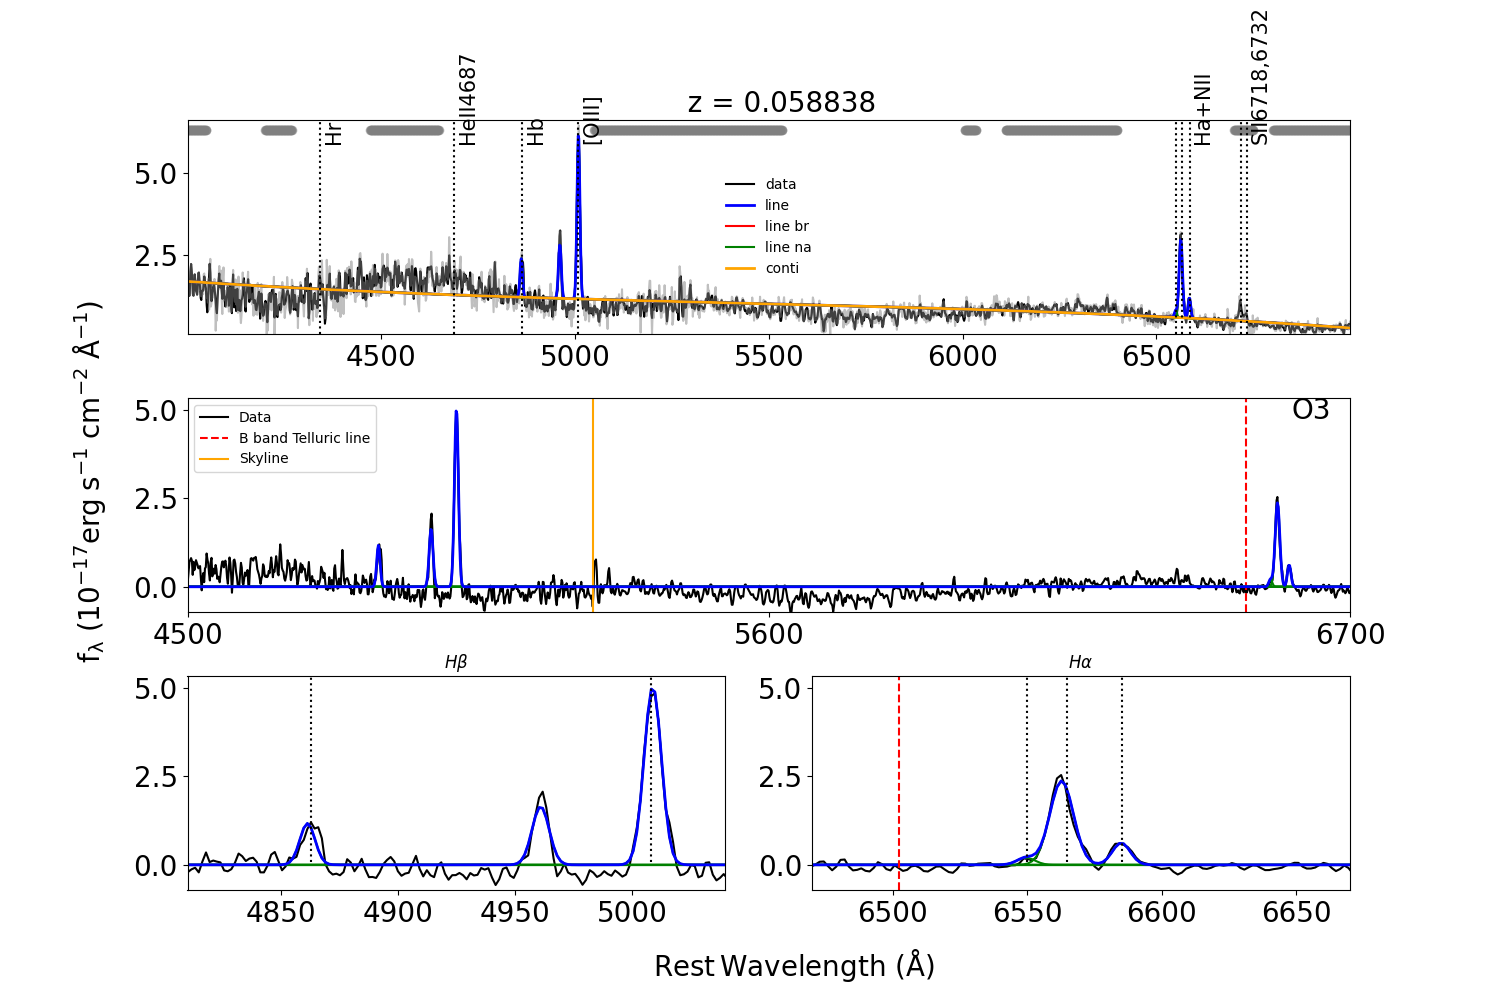 z = 0.058838
Hr
HeII4687
Hb
[OIII]
Ha+NII
SII6718,6732
5.0
2.5
data
line
line br
line na
conti
4500 5000 5500 6000 6500
5.0
2.5
0.0
Data
B band Telluric line
Skyline
O3
4500 5600 6700
fλ (10⁻¹⁷erg s⁻¹ cm⁻² Å⁻¹)
Hβ
5.0
2.5
0.0
4850 4900 4950 5000
Hα
5.0
2.5
0.0
6500 6550 6600 6650
Rest Wavelength (Å)